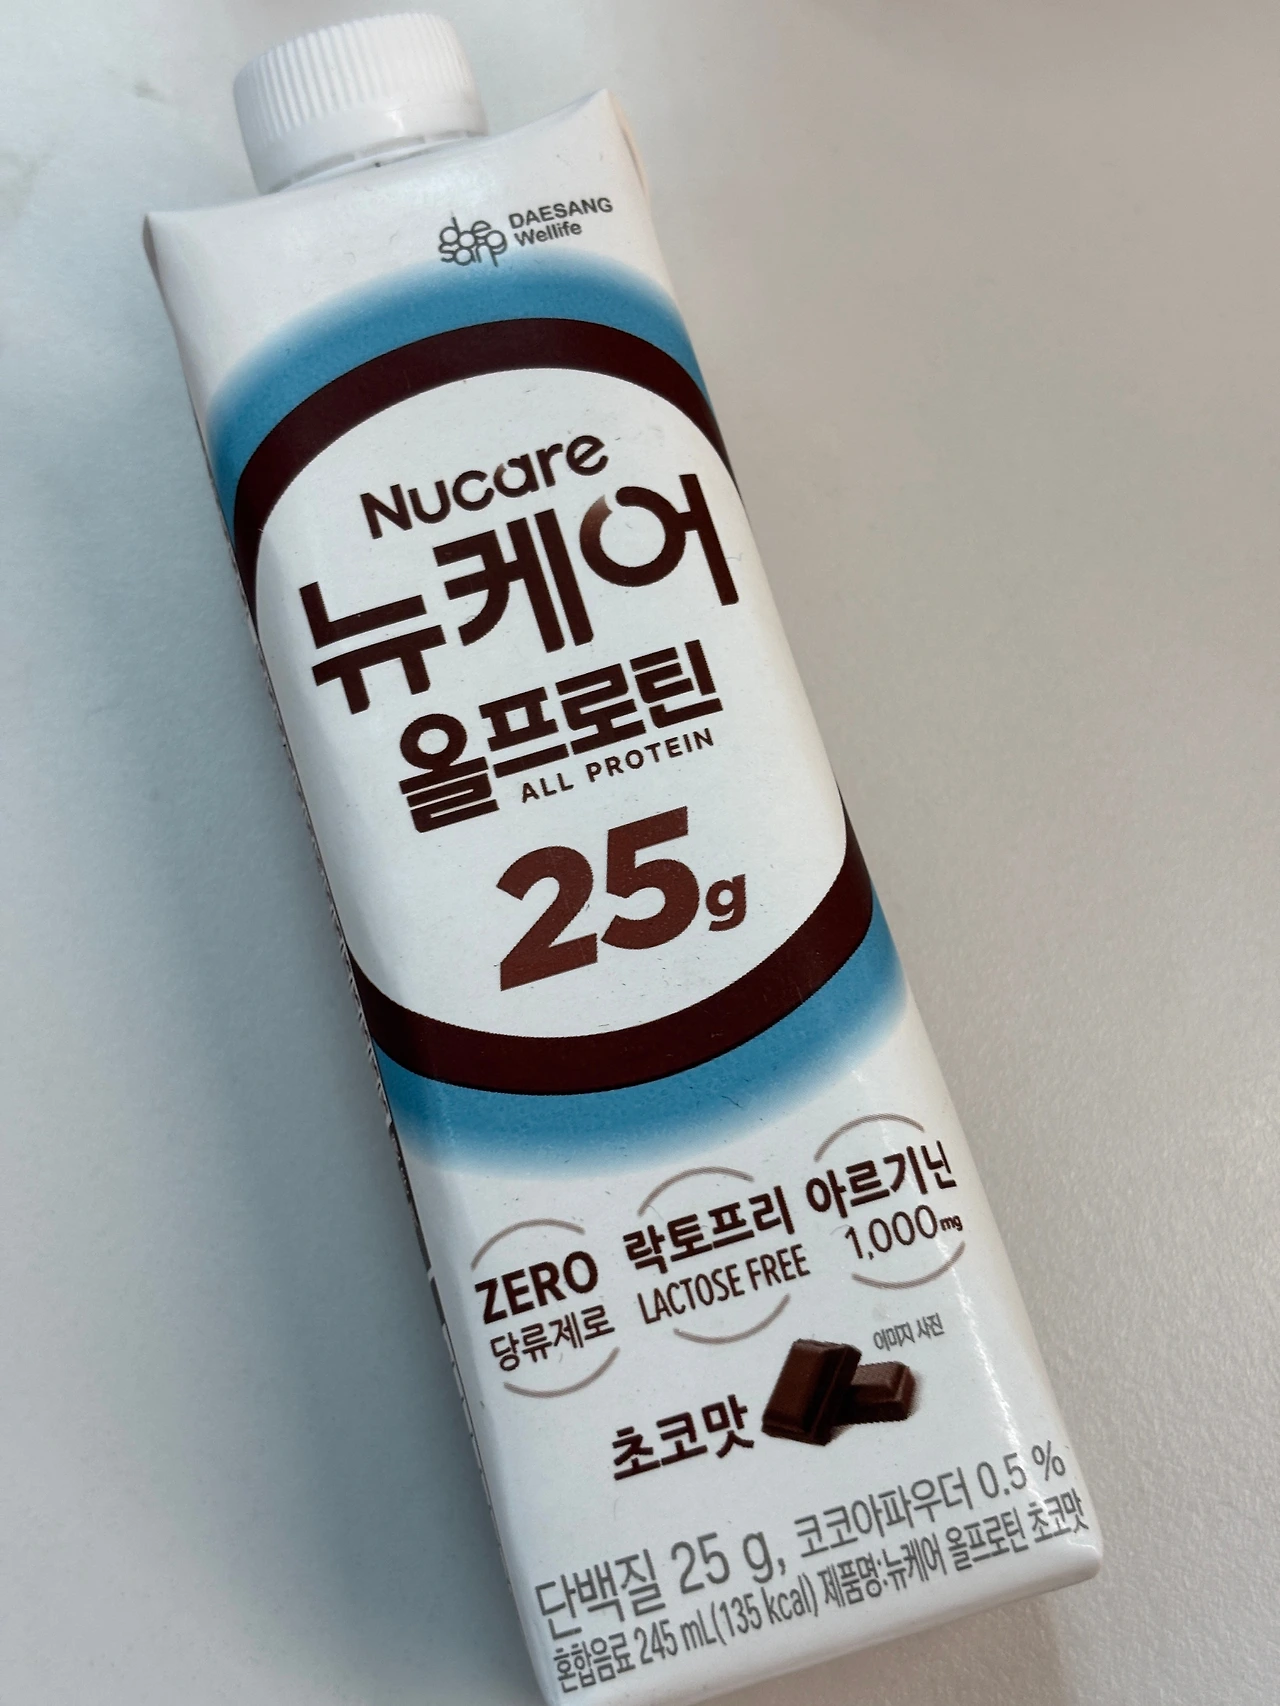 daesang
DAESANG
Wellife
Nucare
뉴케어
올프로틴
ALL PROTEIN
25g
ZERO
당류제로
락토프리
LACTOSE FREE
아르기닌
1,000mg
이미지 사진
초코맛
단백질 25 g, 코코아파우더 0.5 %
혼합음료 245 mL(135 kcal) 제품명:뉴케어 올프로틴 초코맛